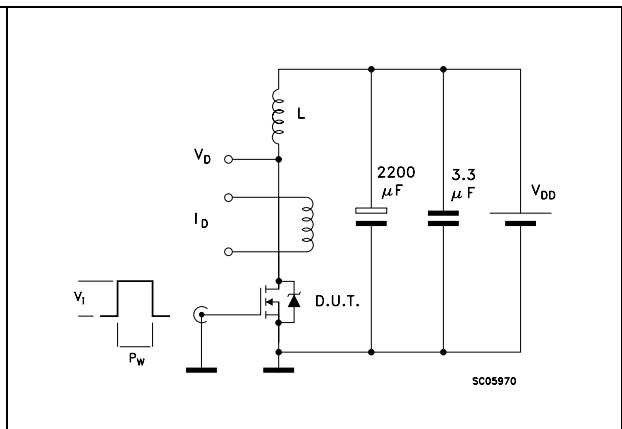 L
V_D
2200
μF
3.3
μF
V_DD
I_D
V_i
D.U.T.
P_W
SC05970